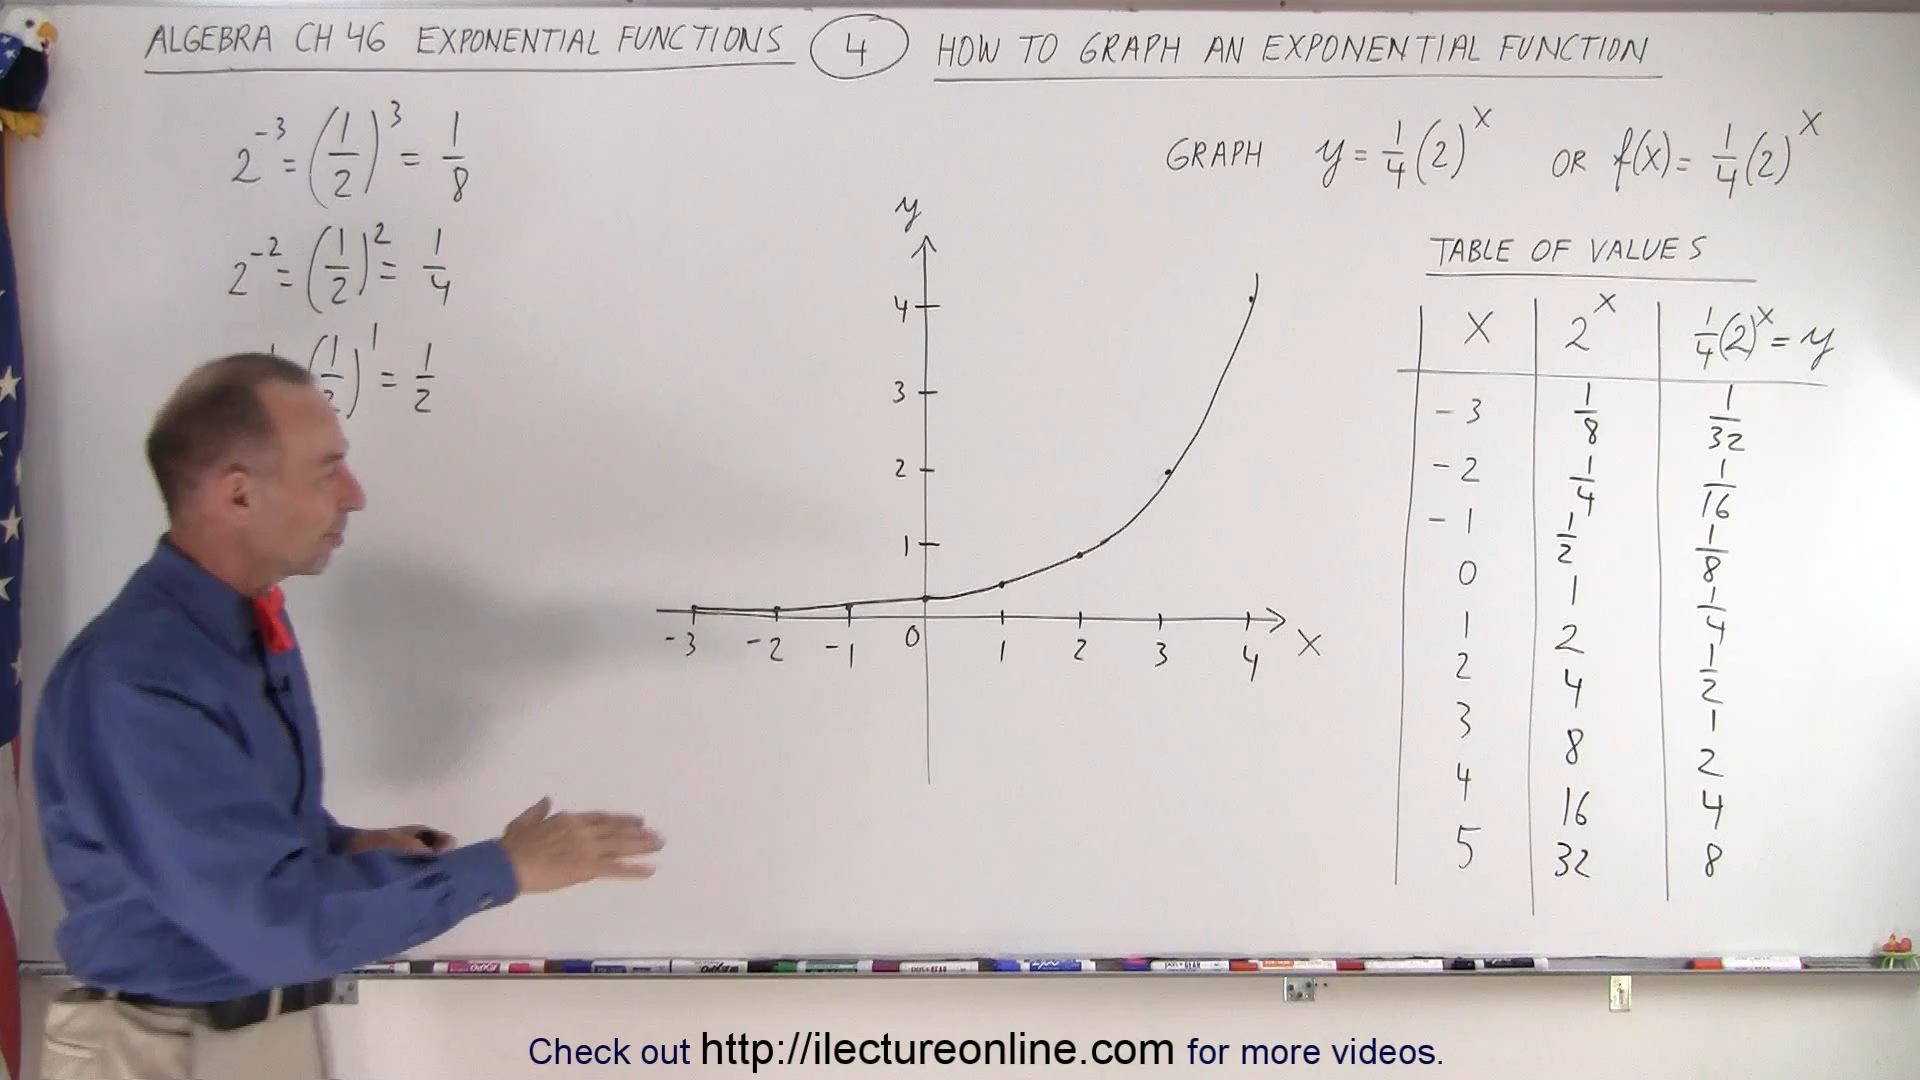 ALGEBRA CH 46 EXPONENTIAL FUNCTIONS 4 HOW TO GRAPH AN EXPONENTIAL FUNCTION
2^-3 = (1/2)^3 = 1/8
2^-2 = (1/2)^2 = 1/4
(1/2)^1 = 1/2
GRAPH y = 1/4 (2)^x OR f(x) = 1/4 (2)^x
y
4
3
2
1
-3 -2 -1 0 1 2 3 4 X
TABLE OF VALUES
X 2^x 1/4 (2)^x = y
-3 1/8 1/32
-2 1/4 1/16
-1 1/2 1/8
0 1 1/4
1 2 1/2
2 4 1
3 8 2
4 16 4
5 32 8
Check out http://ilectureonline.com for more videos.